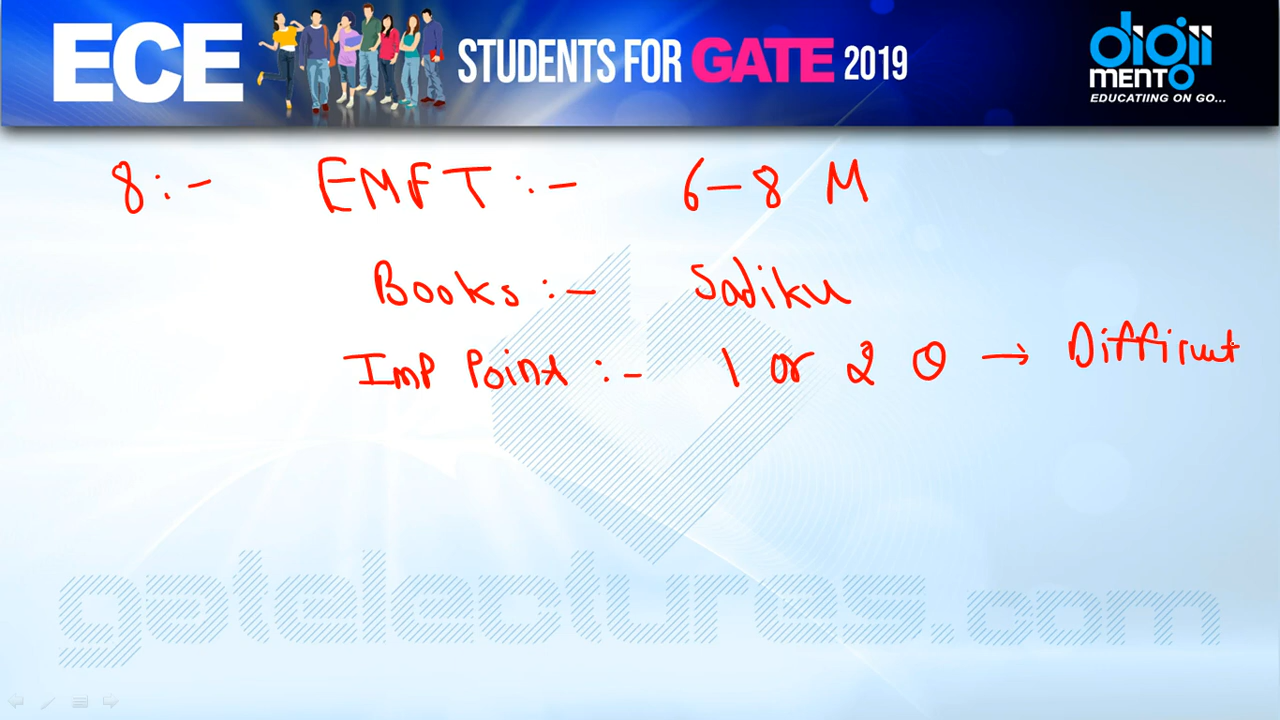 ECE STUDENTS FOR GATE 2019
digii
MENTO
EDUCATIING ON GO...
8:- EMFT:- 6-8 M
Books:- Sadiku
Imp Point:- 1 or 2 Q → Difficult
gatelectures.com